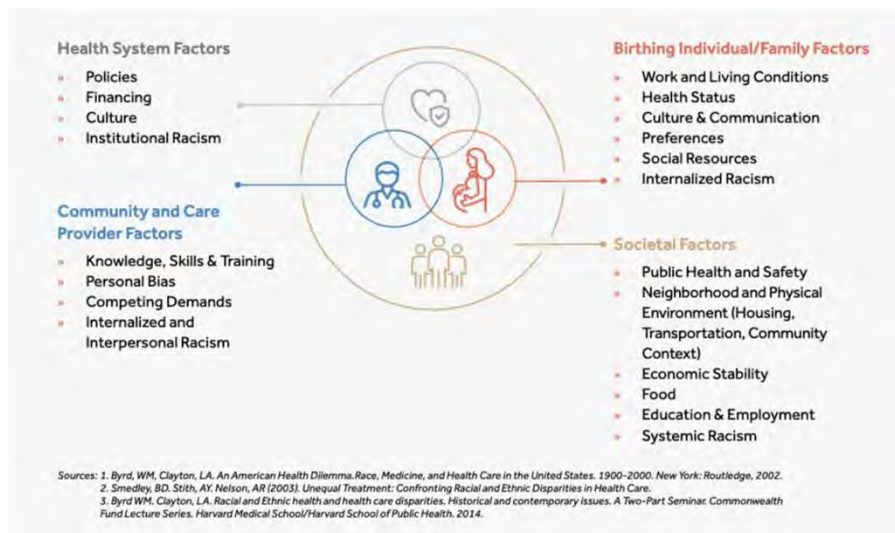 Health System Factors
» Policies
» Financing
» Culture
» Institutional Racism
Community and Care
Provider Factors
» Knowledge, Skills & Training
» Personal Bias
» Competing Demands
» Internalized and
Interpersonal Racism
Birthing Individual/Family Factors
» Work and Living Conditions
» Health Status
» Culture & Communication
» Preferences
» Social Resources
» Internalized Racism
Societal Factors
» Public Health and Safety
» Neighborhood and Physical
Environment (Housing,
Transportation, Community
Context)
» Economic Stability
» Food
» Education & Employment
» Systemic Racism
Sources: 1. Byrd, WM, Clayton, LA. An American Health Dilemma.Race, Medicine, and Health Care in the United States. 1900-2000. New York: Routledge, 2002.
2. Smedley, BD. Stith, AY. Nelson, AR (2003). Unequal Treatment: Confronting Racial and Ethnic Disparities in Health Care.
3. Byrd WM. Clayton, LA. Racial and Ethnic health and health care disparities. Historical and contemporary issues. A Two-Part Seminar. Commonwealth
Fund Lecture Series. Harvard Medical School/Harvard School of Public Health. 2014.